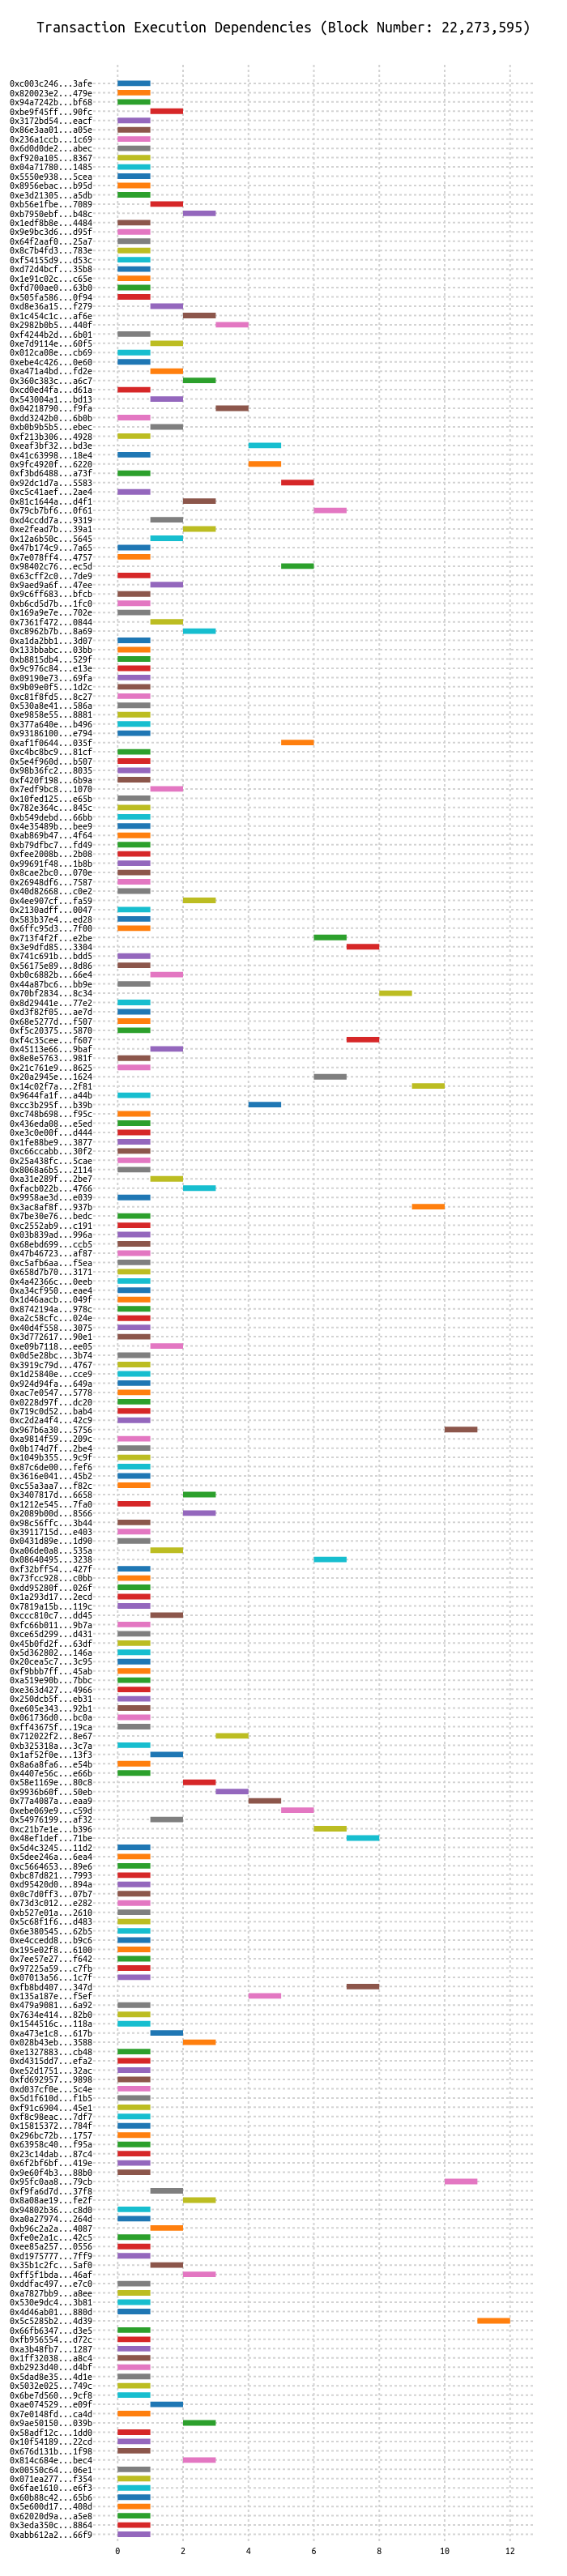 Transaction Execution Dependencies (Block Number: 22,273,595)
0xc003c246...3afe
0x820023e2...479e
0x94a7242b...bf68
0xbe9f45ff...90fc
0x3172bd54...eacf
0x86e3aa01...a05e
0x236a1ccb...1c69
0x6d0d0de2...abec
0xf920a105...8367
0x04a71780...1485
0x5550e938...5cea
0x8956ebac...b95d
0xe3d21305...a5db
0xb56e1fbe...7089
0xb7950ebf...b48c
0x1edf8b8e...4484
0x9e9bc3d6...d95f
0x64f2aaf0...25a7
0x8c7b4fd3...783e
0xf54155d9...d53c
0xd72d4bcf...35b8
0x1e91c02c...c65e
0xfd700ae0...63b0
0x505fa586...0f94
0xd8e36a15...f279
0x1c454c1c...af6e
0x2982b0b5...440f
0xf4244b2d...6b01
0xe7d9114e...60f5
0x012ca08e...cb69
0xebe4c426...0e60
0xa471a4bd...fd2e
0x360c383c...a6c7
0xcd0ed4fa...d61a
0x543004a1...bd13
0x04218790...f9fa
0xdd3242b0...6b0b
0xb0b9b5b5...ebec
0xf213b306...4928
0xeaf3bf32...bd3e
0x41c63998...18e4
0x9fc4920f...6220
0xf3bd6488...a73f
0x92dc1d7a...5583
0xc5c41aef...2ae4
0x81c1644a...d4f1
0x79cb7bf6...0f61
0xd4ccdd7a...9319
0xe2fead7b...39a1
0x12a6b50c...5645
0x47b174c9...7a65
0x7e078ff4...4757
0x98402c76...ec5d
0x63cff2c0...7de9
0x9aed9a6f...47ee
0x9c6ff683...bfcb
0xb6cd5d7b...1fc0
0x169a9e7e...702e
0x7361f472...0844
0xc8962b7b...8a69
0xa1da2bb1...3d07
0x133bbabc...03bb
0xb8815db4...529f
0x9c976c84...e13e
0x09190e73...69fa
0x9b09e0f5...1d2c
0xc81f8fd5...8c27
0x530a8e41...586a
0xe9858e55...8881
0x377a640e...b496
0x93186100...e794
0xaf1f0644...035f
0xc4bc8bc9...81cf
0x5e4f960d...b507
0x98b36fc2...8035
0xf420f198...6b9a
0x7edf9bc8...1070
0x10fed125...e65b
0x782e364c...845c
0xb549debd...66bb
0x4e35489b...bee9
0xab869b47...4f64
0xb79dfbc7...fd49
0xfee2008b...2b08
0x99691f48...1b8b
0x8cae2bc0...070e
0x26948df6...7587
0x40d82668...c0e2
0x4ee907cf...fa59
0x2130adff...0047
0x583b37e4...ed28
0x6ffc95d3...7f00
0x713f4f2f...e2be
0x3e9dfd85...3304
0x741c691b...bdd5
0x56175e89...8d86
0xb0c6882b...66e4
0x44a87bc6...bb9e
0x70bf2834...8c34
0x8d29441e...77e2
0xd3f82f05...ae7d
0x68e5277d...f507
0xf5c20375...5870
0xf4c35cee...f607
0x45113e66...9baf
0x8e8e5763...981f
0x21c761e9...8625
0x20a2945e...1624
0x14c02f7a...2f81
0x9644fa1f...a44b
0xcc3b295f...b39b
0xc748b698...f95c
0x436eda08...e5ed
0xe3c0e00f...d444
0x1fe88be9...3877
0xc66ccabb...30f2
0x25a438fc...5cae
0x8068a6b5...2114
0xa31e289f...2be7
0xfacb022b...4766
0x9958ae3d...e039
0x3ac8af8f...937b
0x7be30e76...bedc
0xc2552ab9...c191
0x03b839ad...996a
0x68ebd699...ccb5
0x47b46723...af87
0xc5afb6aa...f5ea
0x658d7b70...3171
0x4a42366c...0eeb
0xa34cf950...eae4
0x1d46aacb...049f
0x8742194a...978c
0xa2c58cfc...024e
0x40d4f558...3075
0x3d772617...90e1
0xe09b7118...ee05
0x0d5e28bc...3b74
0x3919c79d...4767
0x1d25840e...cce9
0x924d94fa...649a
0xac7e0547...5778
0x0228d97f...dc20
0x719c0d52...bab4
0xc2d2a4f4...42c9
0x967b6a30...5756
0xa9814f59...209c
0x0b174d7f...2be4
0x1049b355...9c9f
0x87c6de00...fef6
0x3616e041...45b2
0xc55a3aa7...f82c
0x3407817d...6658
0x1212e545...7fa0
0x2089b00d...8566
0x98c56ffc...3b44
0x3911715d...e403
0x0431d89e...1d90
0xa06de0a8...535a
0x08640495...3238
0xf32bff54...427f
0x73fcc928...c0bb
0xdd95280f...026f
0x1a293d17...2ecd
0x7819a15b...119c
0xccc810c7...dd45
0xfc66b011...9b7a
0xce65d299...d431
0x45b0fd2f...63df
0x5d362802...146a
0x20cea5c7...3c95
0xf9bbb7ff...45ab
0xa519e90b...7bbc
0xe363d427...4966
0x250dcb5f...eb31
0xe605e343...92b1
0x061736d0...bc0a
0xff43675f...19ca
0x712022f2...8e67
0xb325318a...3c7a
0x1af52f0e...13f3
0x8a6a8fa6...e54b
0x4407e56c...e66b
0x58e1169e...80c8
0x9936b60f...50eb
0x77a4087a...eaa9
0xebe069e9...c59d
0x54976199...af32
0xc21b7e1e...b396
0x48ef1def...71be
0x5d4c3245...11d2
0x5dee246a...6ea4
0xc5664653...89e6
0xbc87d821...7993
0xd95420d0...894a
0x0c7d0ff3...07b7
0x73d3c012...e282
0xb527e01a...2610
0x5c68f1f6...d483
0x6e380545...62b5
0xe4ccedd8...b9c6
0x195e02f8...6100
0x7ee57e27...f642
0x97225a59...c7fb
0x07013a56...1c7f
0xfb8bd407...347d
0x135a187e...f5ef
0x479a9081...6a92
0x7634e414...82b0
0x1544516c...118a
0xa473e1c8...617b
0x028b43eb...3588
0xe1327883...cb48
0xd4315dd7...efa2
0xe52d1751...32ac
0xfd692957...9898
0xd037cf0e...5c4e
0x5d1f610d...f1b5
0xf91c6904...45e1
0xf8c98eac...7df7
0x15815372...784f
0x296bc72b...1757
0x63958c40...f95a
0x23c14dab...87c4
0x6f2bf6bf...419e
0x9e60f4b3...88b0
0x95fc0aa8...79cb
0xf9fa6d7d...37f8
0x8a08ae19...fe2f
0x94802b36...c8d0
0xa0a27974...264d
0xb96c2a2a...4087
0xfe0e2a1c...42c5
0xee85a257...0556
0xd1975777...7ff9
0x35b1c2fc...5af0
0xff5f1bda...46af
0xddfac497...e7c0
0xa7827bb9...a8ee
0x530e9dc4...3b81
0x4d46ab01...880d
0x5c5285b2...4d39
0x66fb6347...d3e5
0xfb956554...d72c
0xa3b48fb7...1287
0x1ff32038...a8c4
0xb2923d40...d4bf
0x5dad8e35...4d1e
0x5032e025...749c
0x6be7d560...9cf8
0xae074529...e09f
0x7e0148fd...ca4d
0x9ae50150...039b
0x58adf12c...1dd0
0x10f54189...22cd
0x676d131b...1f98
0x814c684e...bec4
0x00550c64...06e1
0x071ea277...f354
0x6fae1610...e6f3
0x60b88c42...65b6
0x5e600d17...408d
0x62020d9a...a5e8
0x3eda350c...8864
0xabb612a2...66f9
0 2 4 6 8 10 12